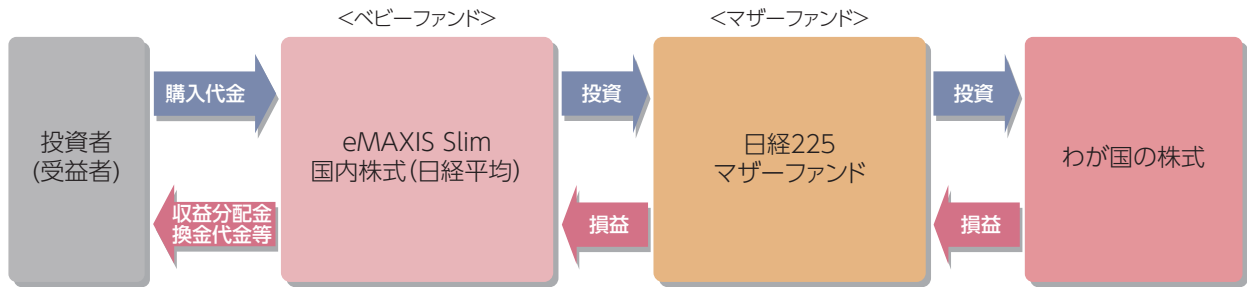 <ベビーファンド>
<マザーファンド>
投資者
(受益者)
購入代金
収益分配金
換金代金等
eMAXIS Slim
国内株式(日経平均)
投資
損益
日経225
マザーファンド
投資
損益
わが国の株式